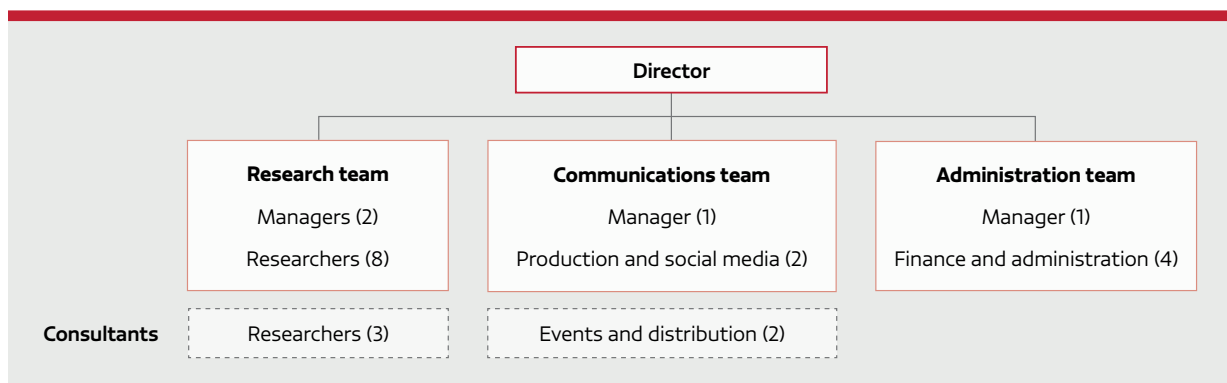 Director
Research team
Managers (2)
Researchers (8)
Communications team
Manager (1)
Production and social media (2)
Administration team
Manager (1)
Finance and administration (4)
Consultants
Researchers (3)
Events and distribution (2)